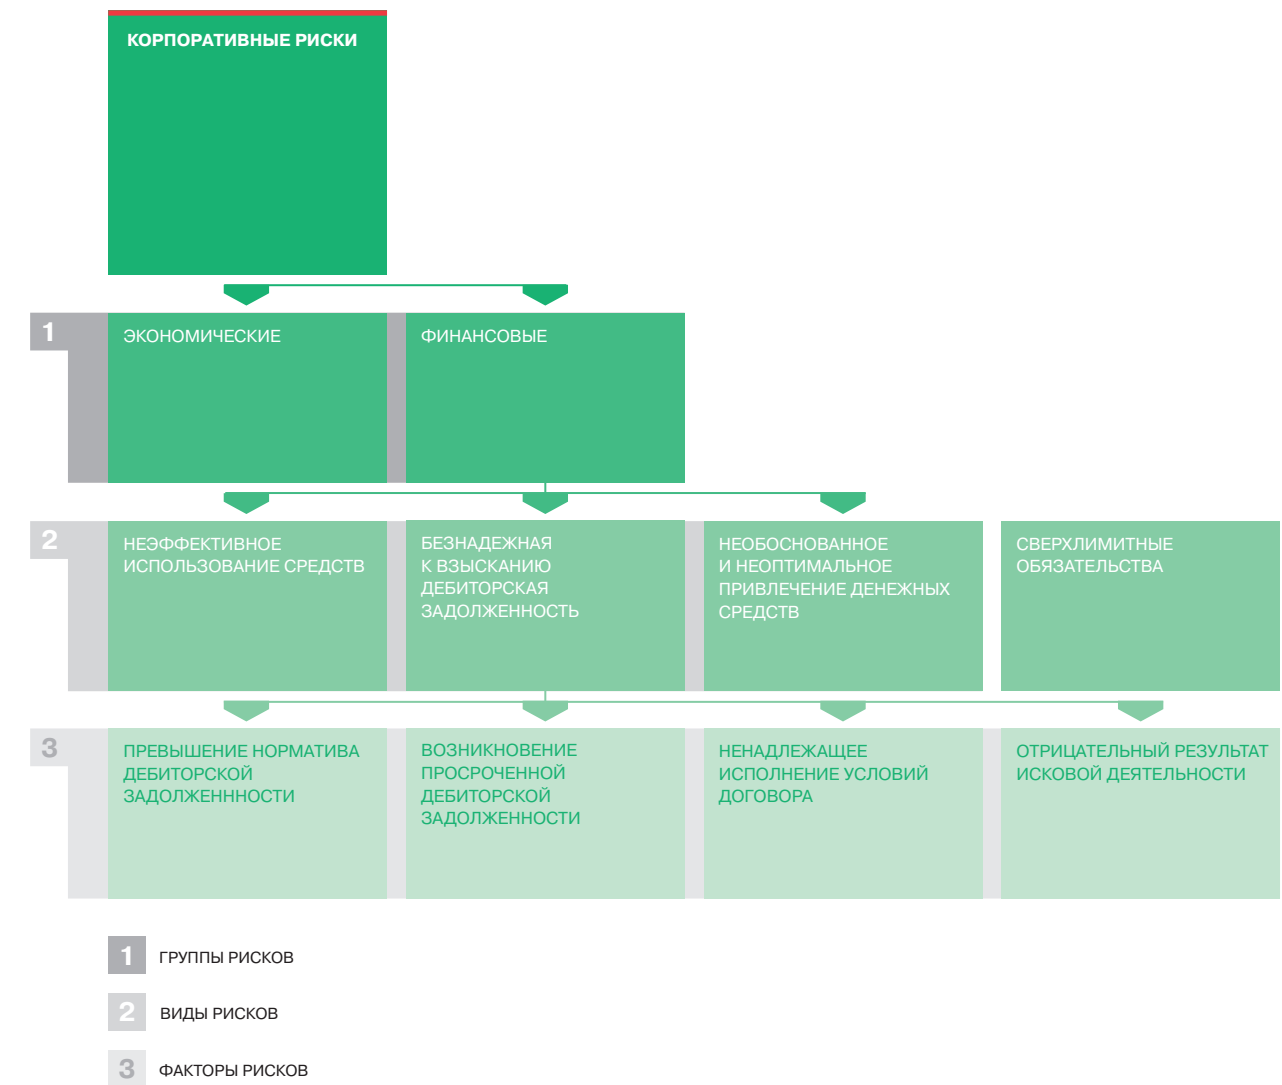 КОРПОРАТИВНЫЕ РИСКИ
1
ЭКОНОМИЧЕСКИЕ
ФИНАНСОВЫЕ
2
НЕЭФФЕКТИВНОЕ
ИСПОЛЬЗОВАНИЕ СРЕДСТВ
БЕЗНАДЕЖНАЯ
К ВЗЫСКАНИЮ
ДЕБИТОРСКАЯ
ЗАДОЛЖЕННОСТЬ
НЕОБОСНОВАННОЕ
И НЕОПТИМАЛЬНОЕ
ПРИВЛЕЧЕНИЕ ДЕНЕЖНЫХ
СРЕДСТВ
СВЕРХЛИМИТНЫЕ
ОБЯЗАТЕЛЬСТВА
3
ПРЕВЫШЕНИЕ НОРМАТИВА
ДЕБИТОРСКОЙ
ЗАДОЛЖЕНННОСТИ
ВОЗНИКНОВЕНИЕ
ПРОСРОЧЕННОЙ
ДЕБИТОРСКОЙ
ЗАДОЛЖЕННОСТИ
НЕНАДЛЕЖАЩЕЕ
ИСПОЛНЕНИЕ УСЛОВИЙ
ДОГОВОРА
ОТРИЦАТЕЛЬНЫЙ РЕЗУЛЬТАТ
ИСКОВОЙ ДЕЯТЕЛЬНОСТИ
1 ГРУППЫ РИСКОВ
2 ВИДЫ РИСКОВ
3 ФАКТОРЫ РИСКОВ